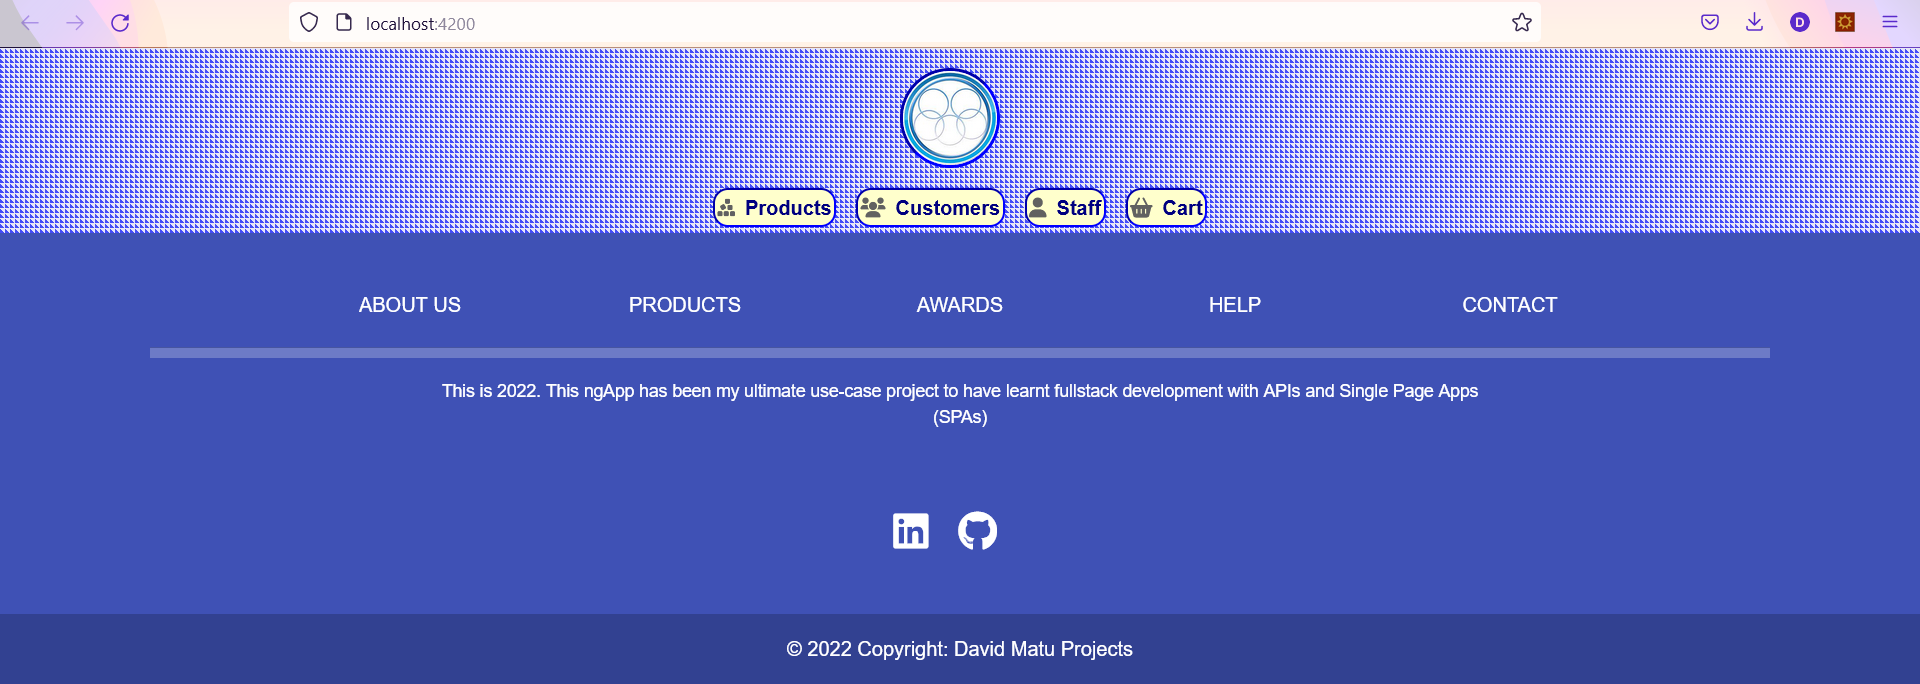 localhost:4200
D
Products Customers Staff Cart
ABOUT US PRODUCTS AWARDS HELP CONTACT
This is 2022. This ngApp has been my ultimate use-case project to have learnt fullstack development with APIs and Single Page Apps
(SPAs)
in
© 2022 Copyright: David Matu Projects